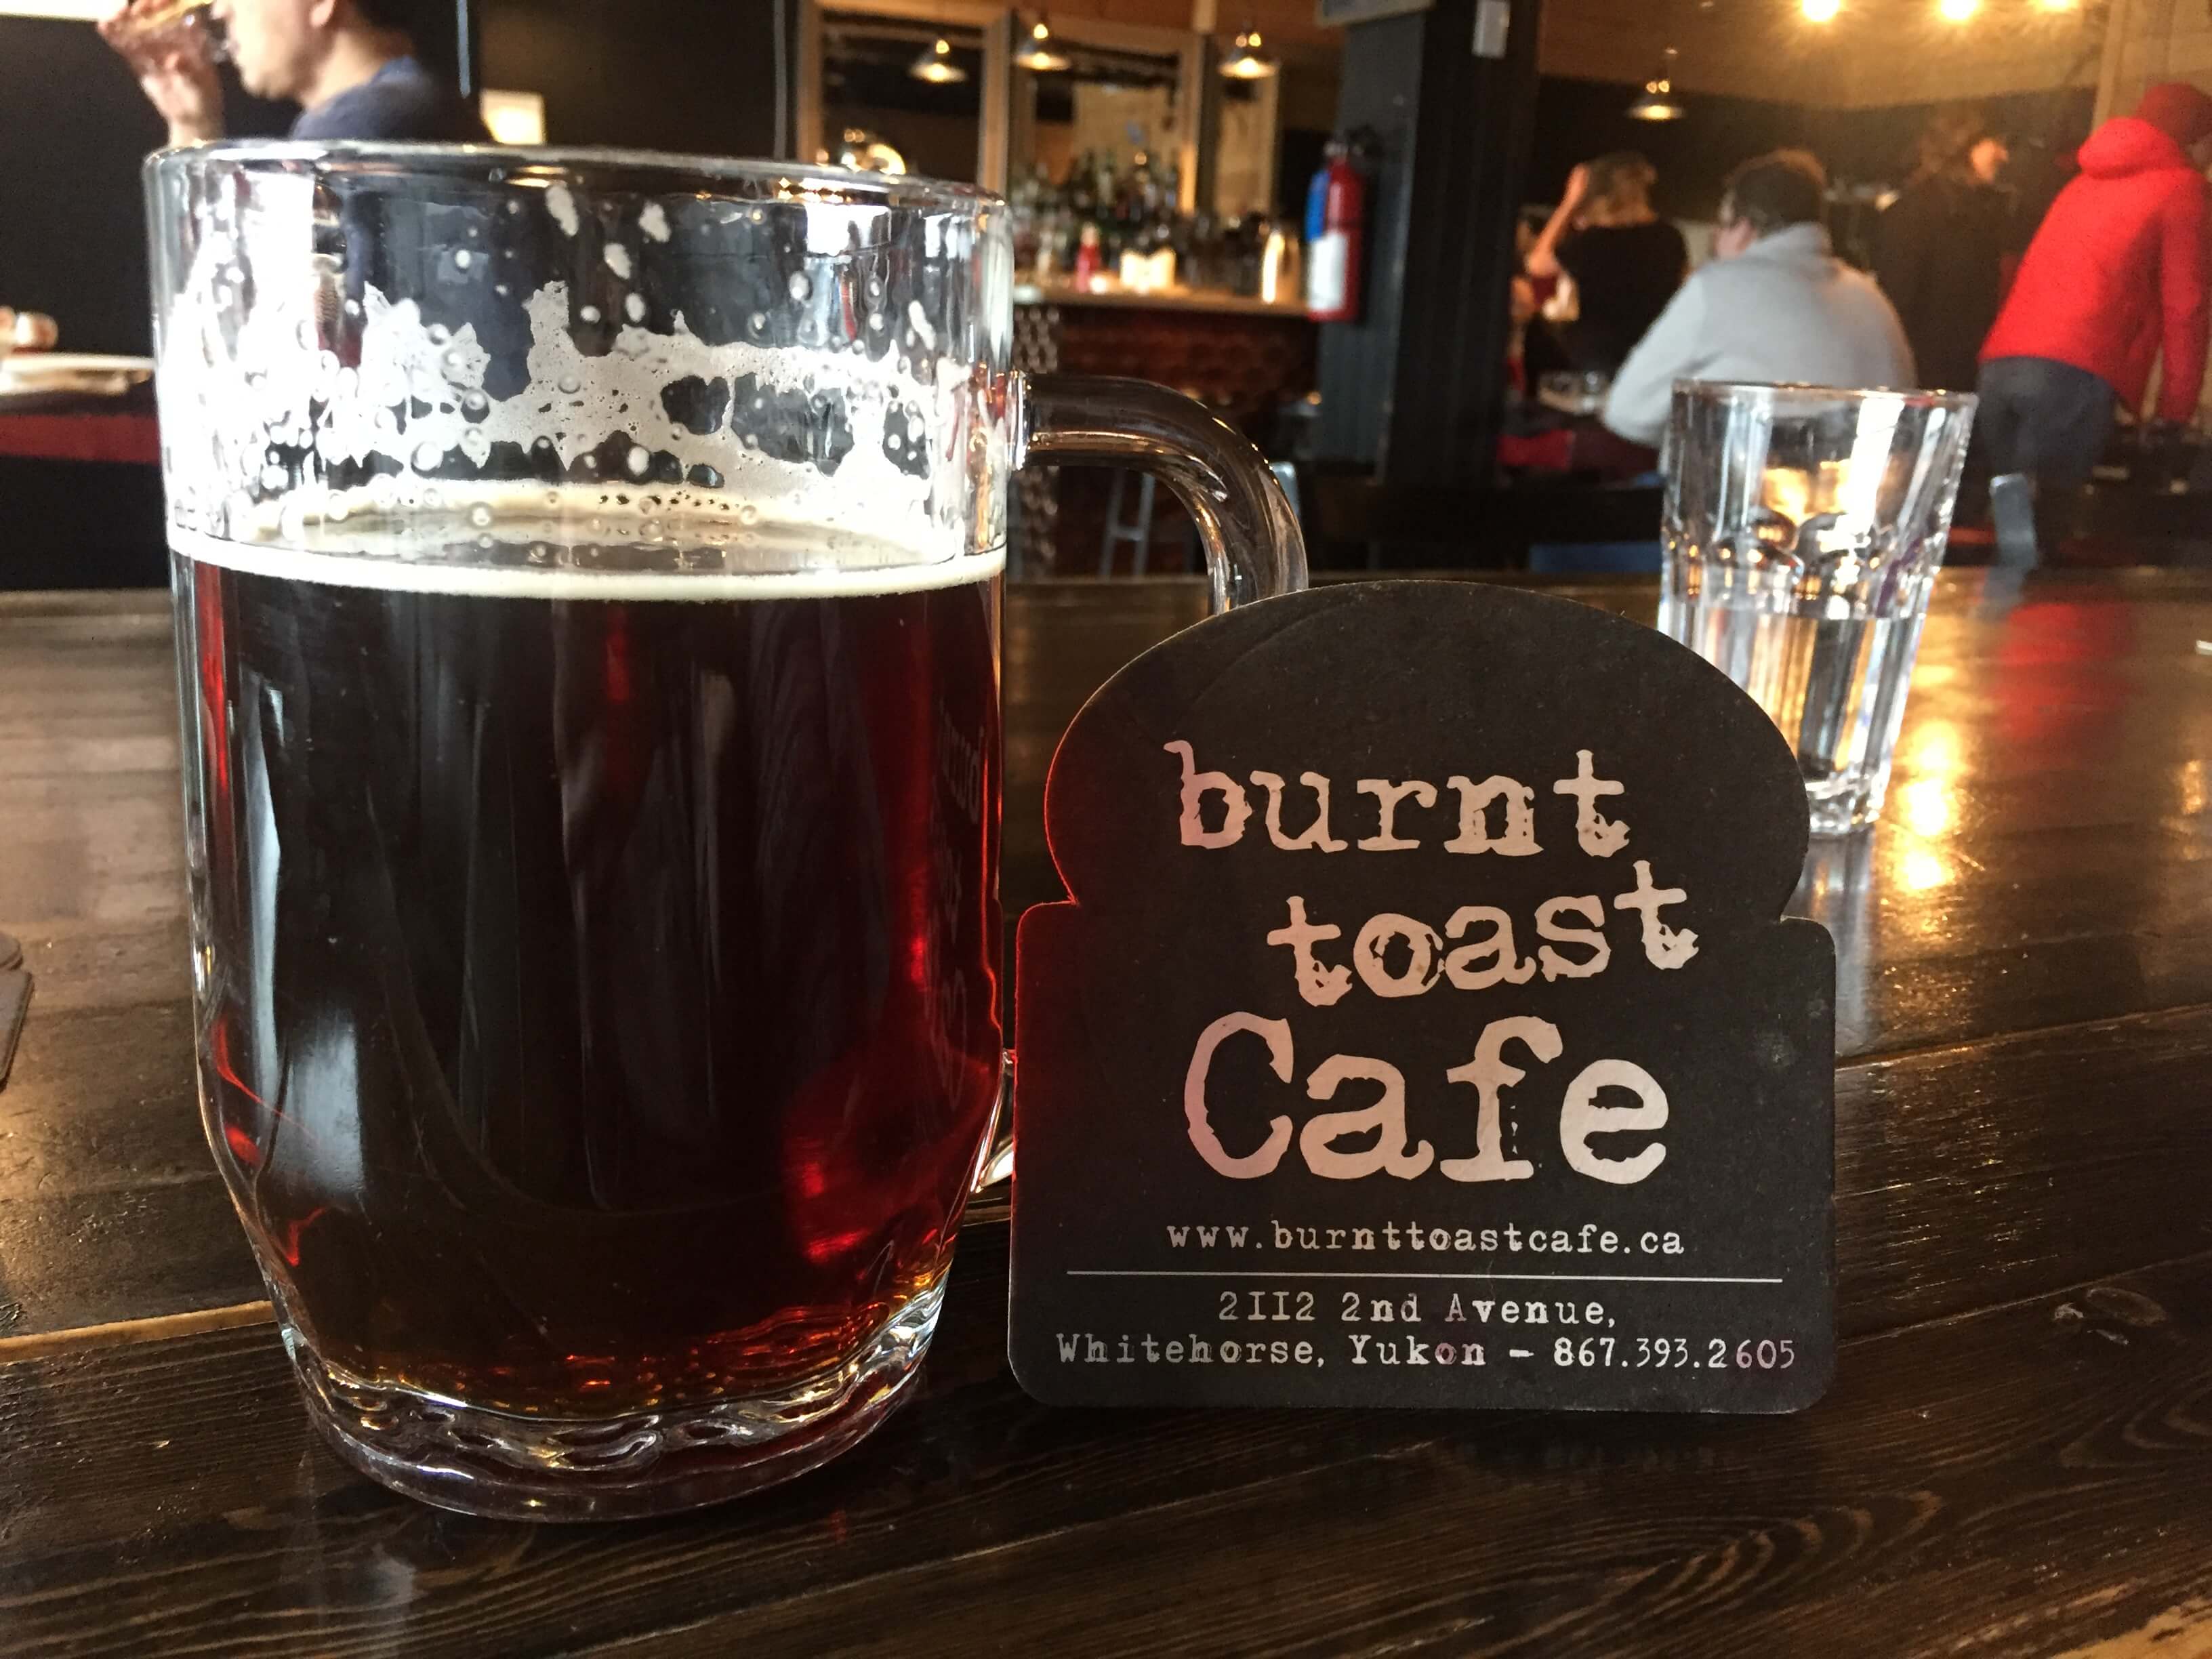 burnt
toast
Cafe
www.burnttoastcafe.ca
2112 2nd Avenue,
Whitehorse, Yukon - 867.393.2605